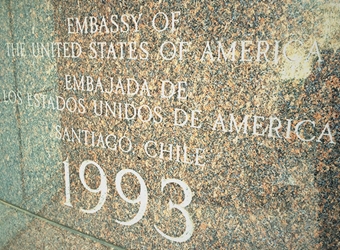 EMBASSY OF
THE UNITED STATES OF AMERICA
EMBAJADA DE
LOS ESTADOS UNIDOS DE AMERICA
SANTIAGO, CHILE
1993